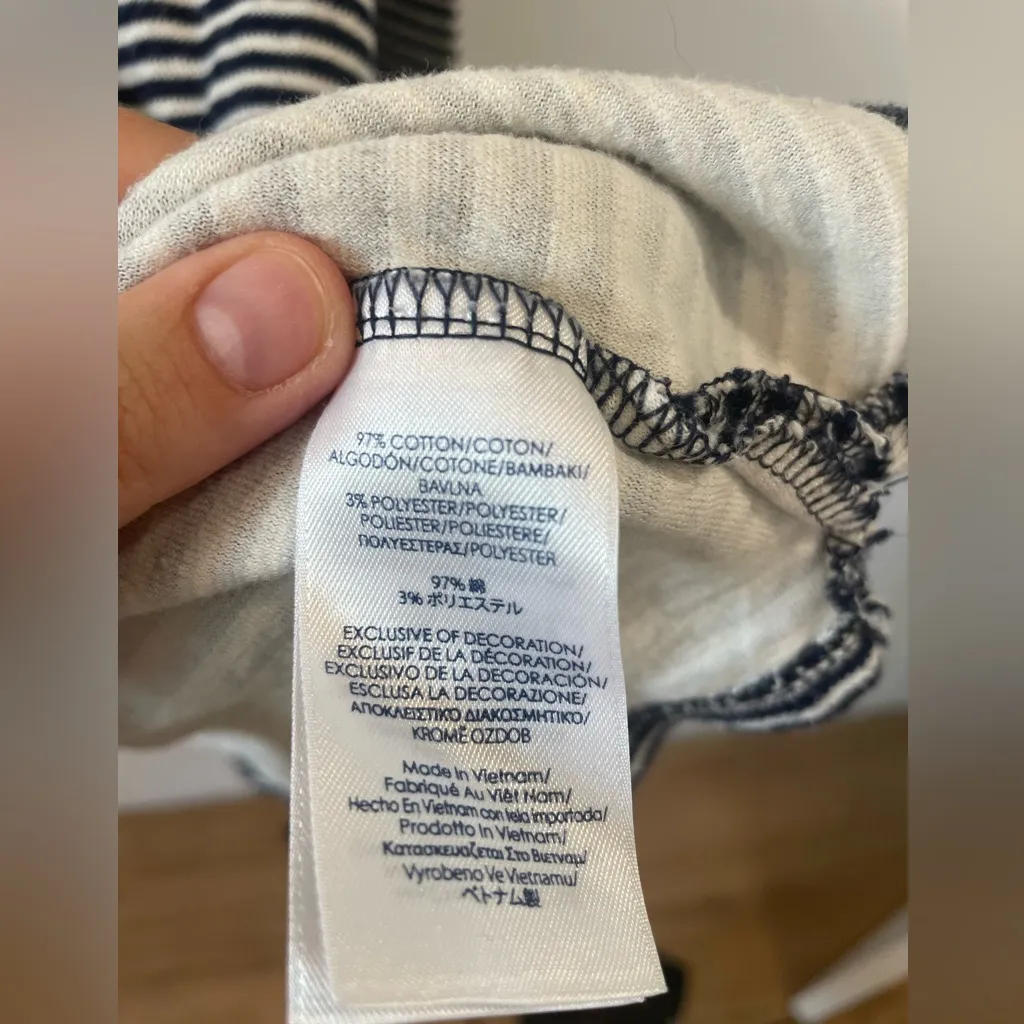 97% COTTON/COTON/
ALGODÓN/COTONE/BAMBAKI/
BAVLNA
3% POLYESTER/POLYESTER/
POLIESTER/POLIESTERE/
ΠΟΛΥΕΣΤΕΡΑΣ/POLYESTER
97% 綿
3% ポリエステル
EXCLUSIVE OF DECORATION/
EXCLUSIF DE LA DÉCORATION/
EXCLUSIVO DE LA DECORACIÓN/
ESCLUSA LA DECORAZIONE/
ΑΠΟΚΛΕΙΣΤΙΚΟ ΔΙΑΚΟΣΜΗΤΙΚΟ/
KROMĚ OZDOB
Made In Vietnam/
Fabriqué Au Viêt Nam/
Hecho En Vietnam con tela importada/
Prodotto In Vietnam/
Κατασκευαζεται Στο Βιετναμ/
Vyrobeno Ve Vietnamu/
ベトナム製